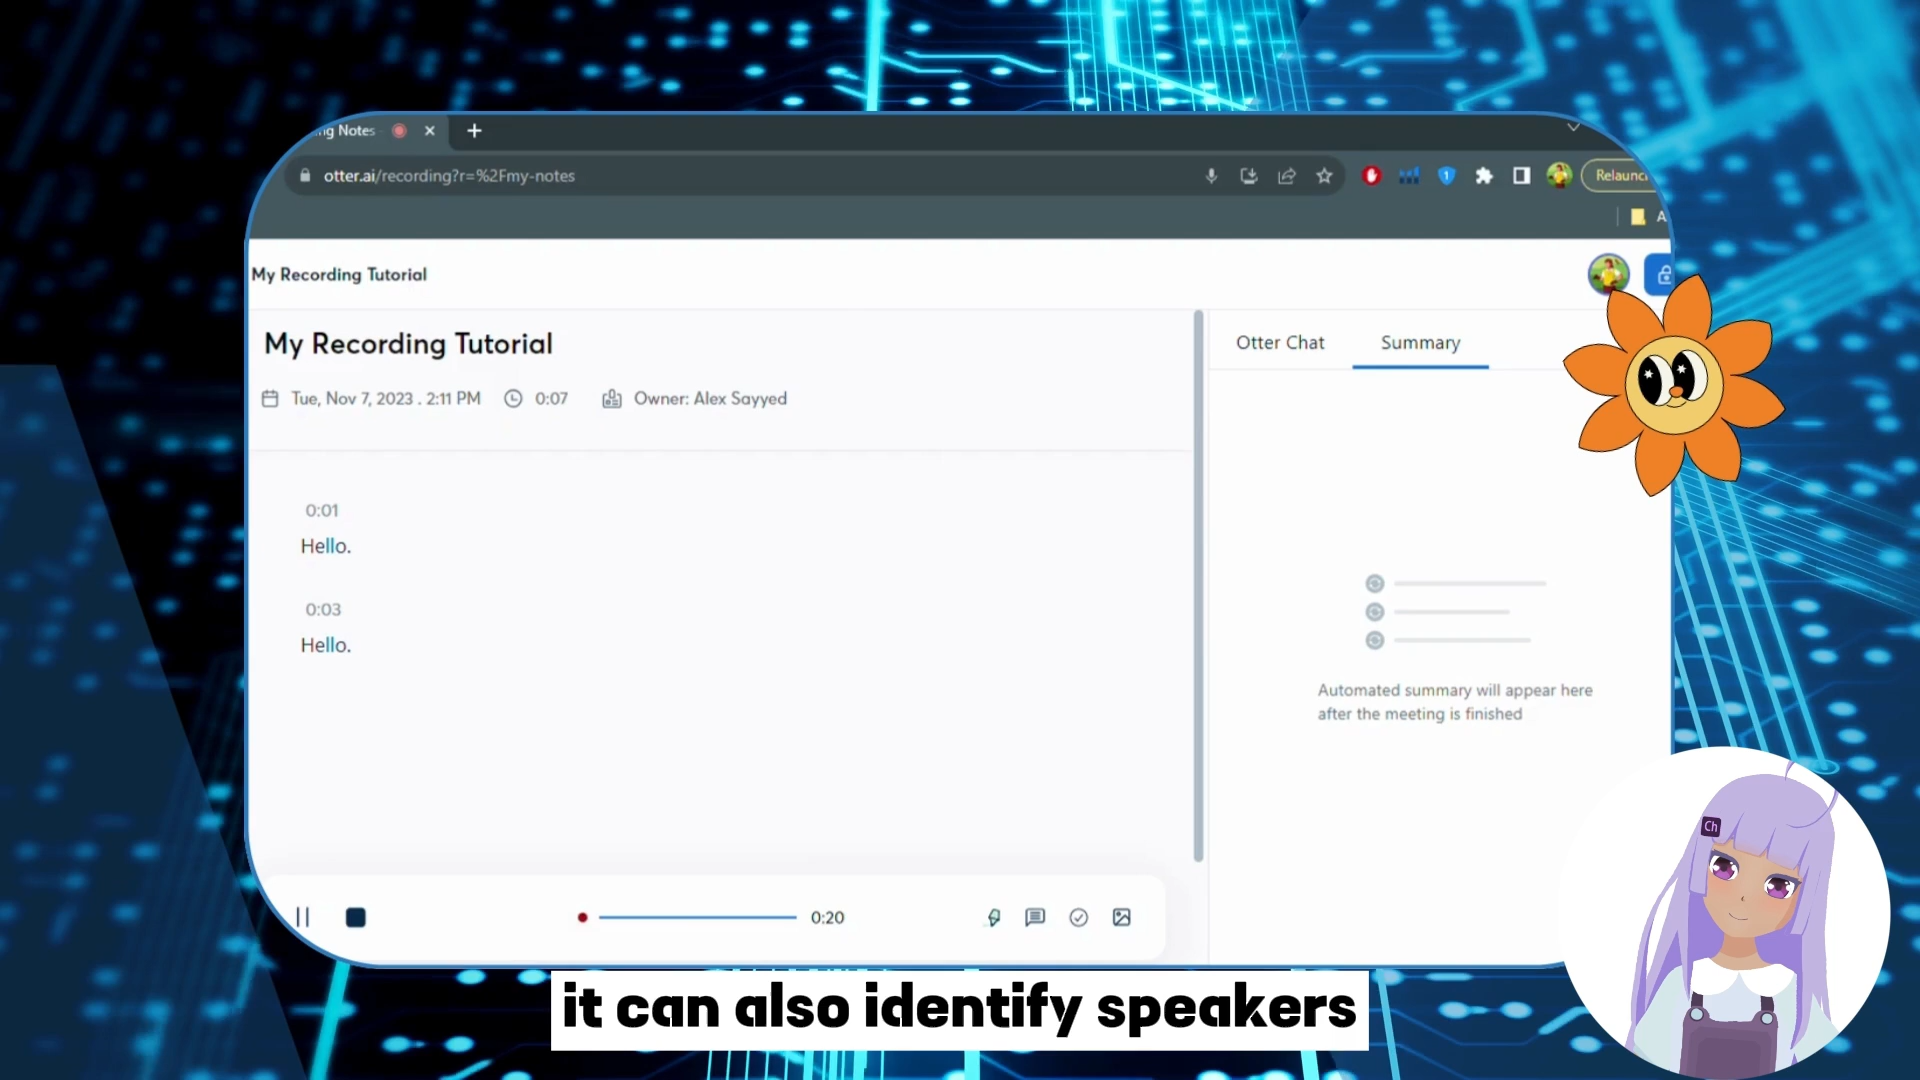 ng Notes
otter.ai/recording?r=%2Fmy-notes
1
Relaunc
A
My Recording Tutorial
My Recording Tutorial
Tue, Nov 7, 2023 . 2:11 PM 0:07 Owner: Alex Sayyed
Otter Chat Summary
0:01
Hello.
0:03
Hello.
Automated summary will appear here
after the meeting is finished
Ch
0:20
it can also identify speakers